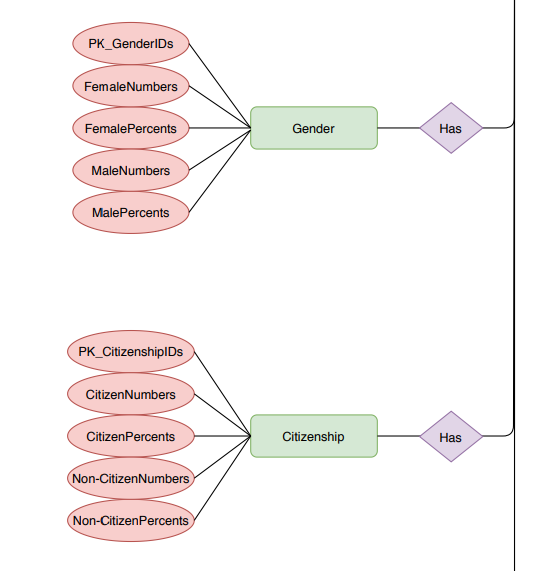 PK_GenderIDs
FemaleNumbers
FemalePercents
MaleNumbers
MalePercents
Gender
Has
PK_CitizenshipIDs
CitizenNumbers
CitizenPercents
Non-CitizenNumbers
Non-CitizenPercents
Citizenship
Has